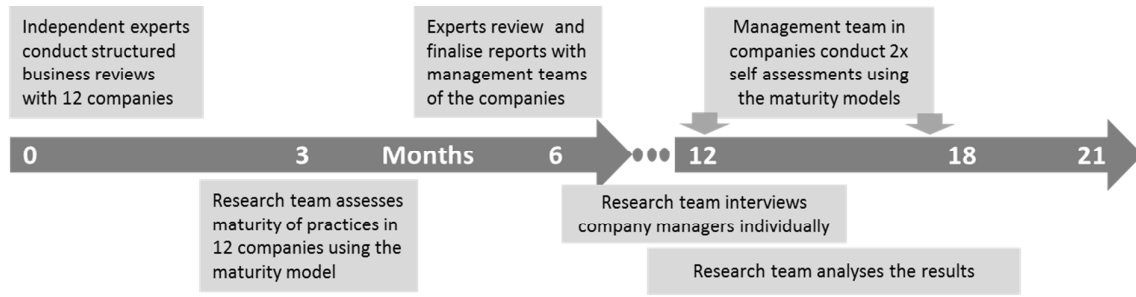 Independent experts
conduct structured
business reviews
with 12 companies
Experts review and
finalise reports with
management teams
of the companies
Management team in
companies conduct 2x
self assessments using
the maturity models
0 3 Months 6 12 18 21
Research team assesses
maturity of practices in
12 companies using the
maturity model
Research team interviews
company managers individually
Research team analyses the results